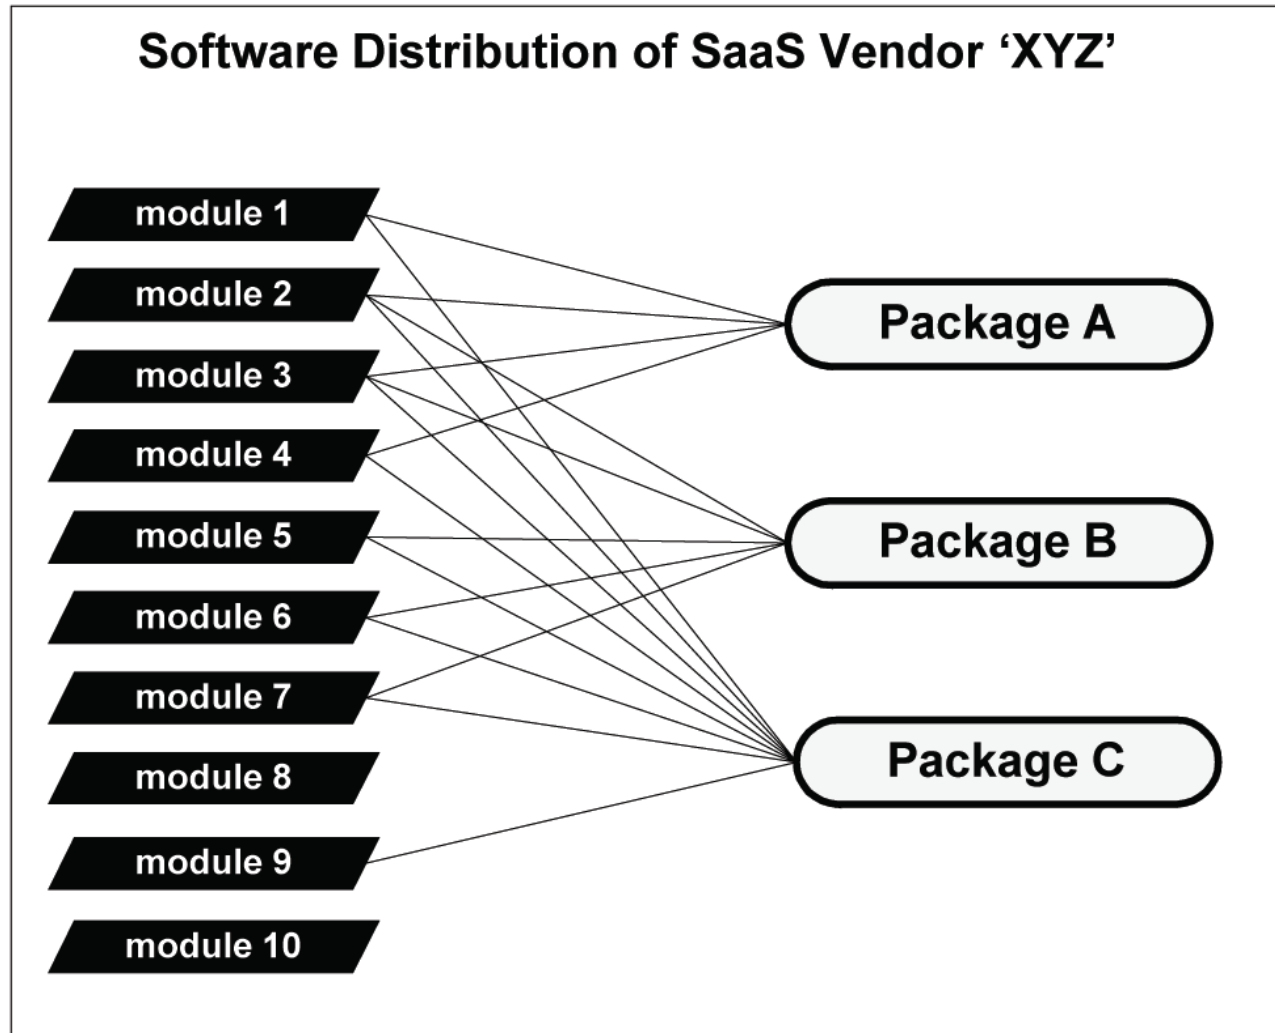 Software Distribution of SaaS Vendor ‘XYZ’
module 1
module 2
module 3
module 4
module 5
module 6
module 7
module 8
module 9
module 10
Package A
Package B
Package C